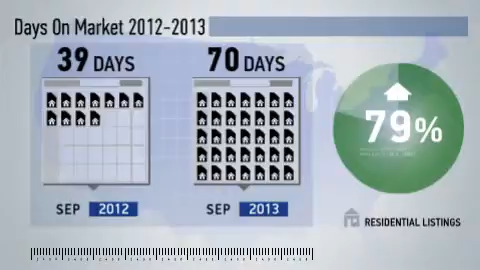 Days On Market 2012-2013
39 DAYS
70 DAYS
79%
SEP 2012
SEP 2013
RESIDENTIAL LISTINGS